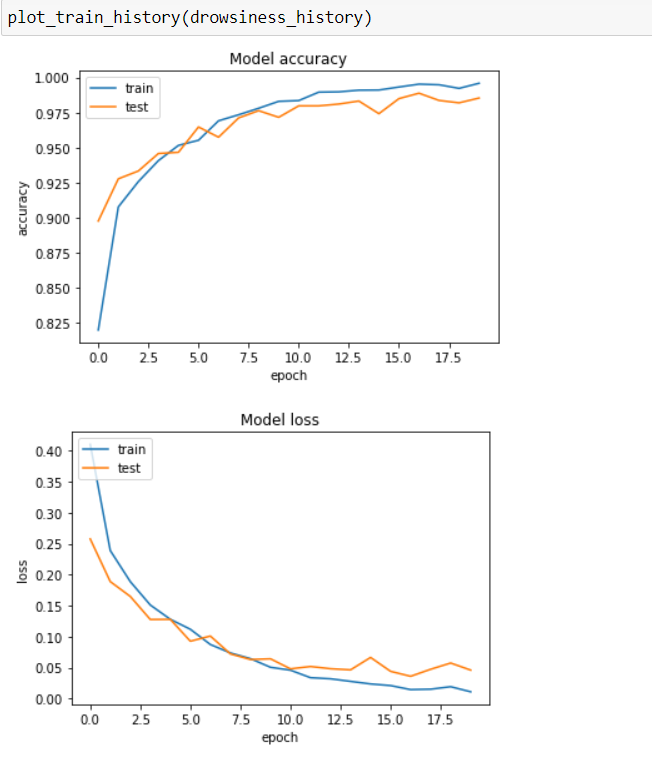 plot_train_history(drowsiness_history)
Model accuracy
train
test
1.000
0.975
0.950
0.925
0.900
0.875
0.850
0.825
accuracy
0.0 2.5 5.0 7.5 10.0 12.5 15.0 17.5
epoch
Model loss
train
test
0.40
0.35
0.30
0.25
0.20
0.15
0.10
0.05
0.00
loss
0.0 2.5 5.0 7.5 10.0 12.5 15.0 17.5
epoch